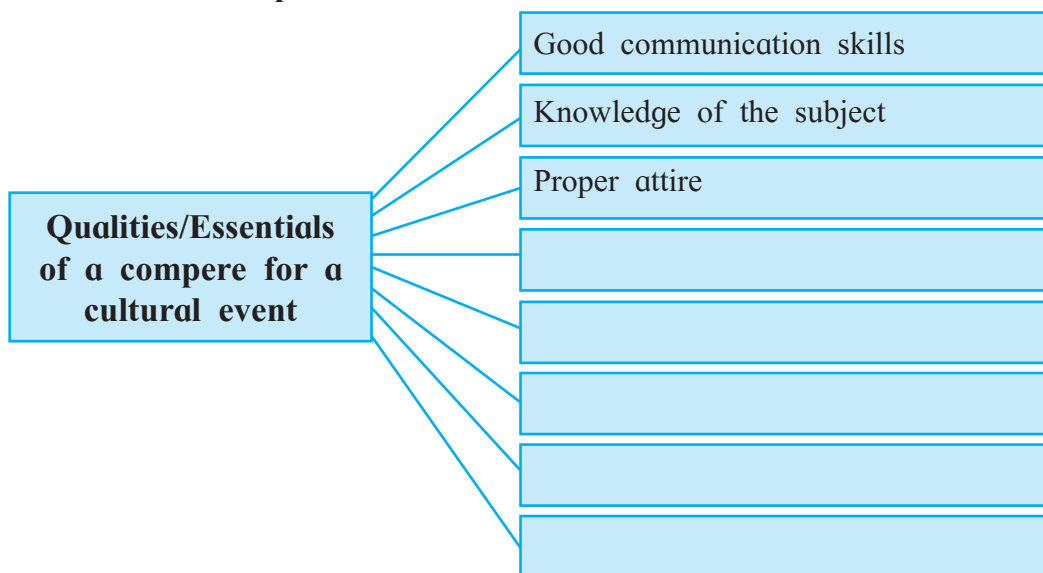 Qualities/Essentials
of a compere for a
cultural event
Good communication skills
Knowledge of the subject
Proper attire